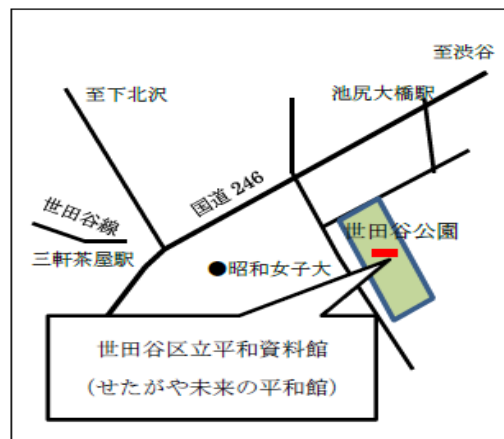 至渋谷
池尻大橋駅
至下北沢
国道 246
世田谷線
世田谷公園
三軒茶屋駅
●昭和女子大
世田谷区立平和資料館
(せたがや未来の平和館)